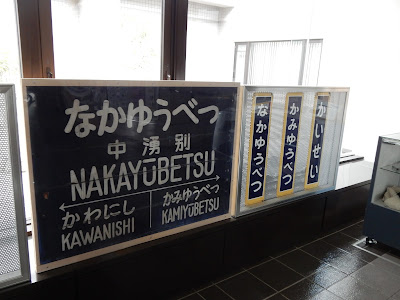 なかゆうべつ
中湧別
NAKAYŪBETSU
かわにし
KAWANISHI
かみゆうべつ
KAMIYUBETSU
なかゆうべつ
かみゆうべつ
かいせい